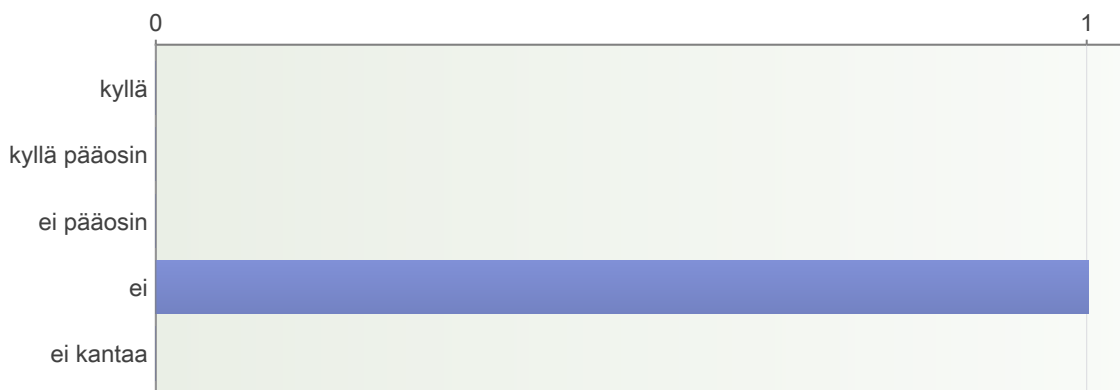 0 1
kyllä
kyllä pääosin
ei pääosin
ei
ei kantaa